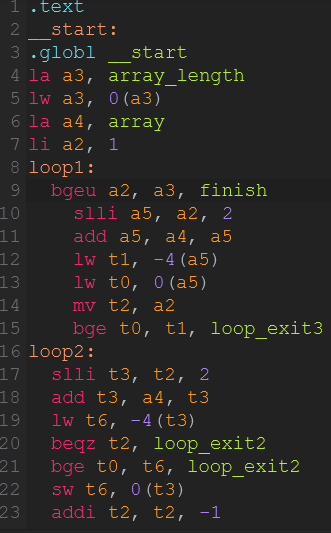 1 .text
2 __start:
3 .globl __start
4 la a3, array_length
5 lw a3, 0(a3)
6 la a4, array
7 li a2, 1
8 loop1:
9 bgeu a2, a3, finish
10 slli a5, a2, 2
11 add a5, a4, a5
12 lw t1, -4(a5)
13 lw t0, 0(a5)
14 mv t2, a2
15 bge t0, t1, loop_exit3
16 loop2:
17 slli t3, t2, 2
18 add t3, a4, t3
19 lw t6, -4(t3)
20 beqz t2, loop_exit2
21 bge t0, t6, loop_exit2
22 sw t6, 0(t3)
23 addi t2, t2, -1